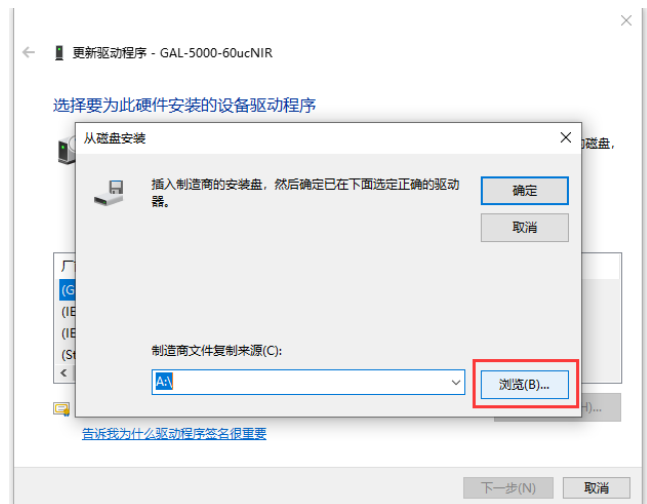 更新驱动程序 - GAL-5000-60ucNIR
选择要为此硬件安装的设备驱动程序
从磁盘安装
磁盘,
插入制造商的安装盘，然后确定已在下面选定正确的驱动
器。
确定
取消
厂
(G
(IE
(IE
(St
制造商文件复制来源(C):
A:\
浏览(B)...
H)...
告诉我为什么驱动程序签名很重要
下一步(N)
取消